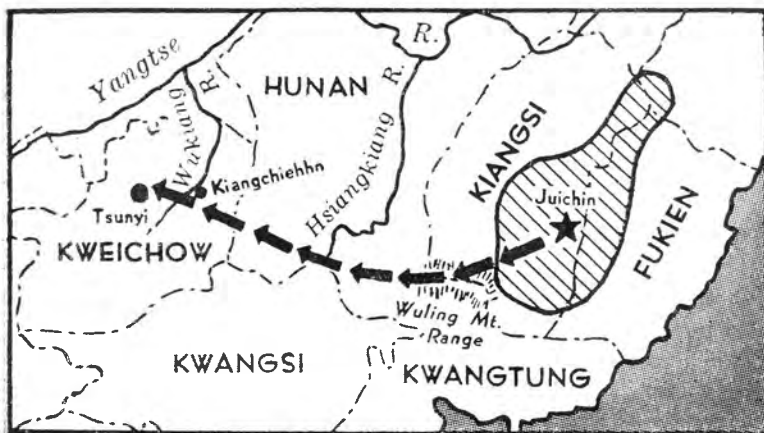 Yangtse
R.
Wukiang
R.
HUNAN
R.
Hsiangkiang
R.
KIANGSI
Juichin
FUKIEN
Kiangchiehhn
Tsunyi
KWEICHOW
Wuling Mt.
Range
KWANGSI
KWANGTUNG